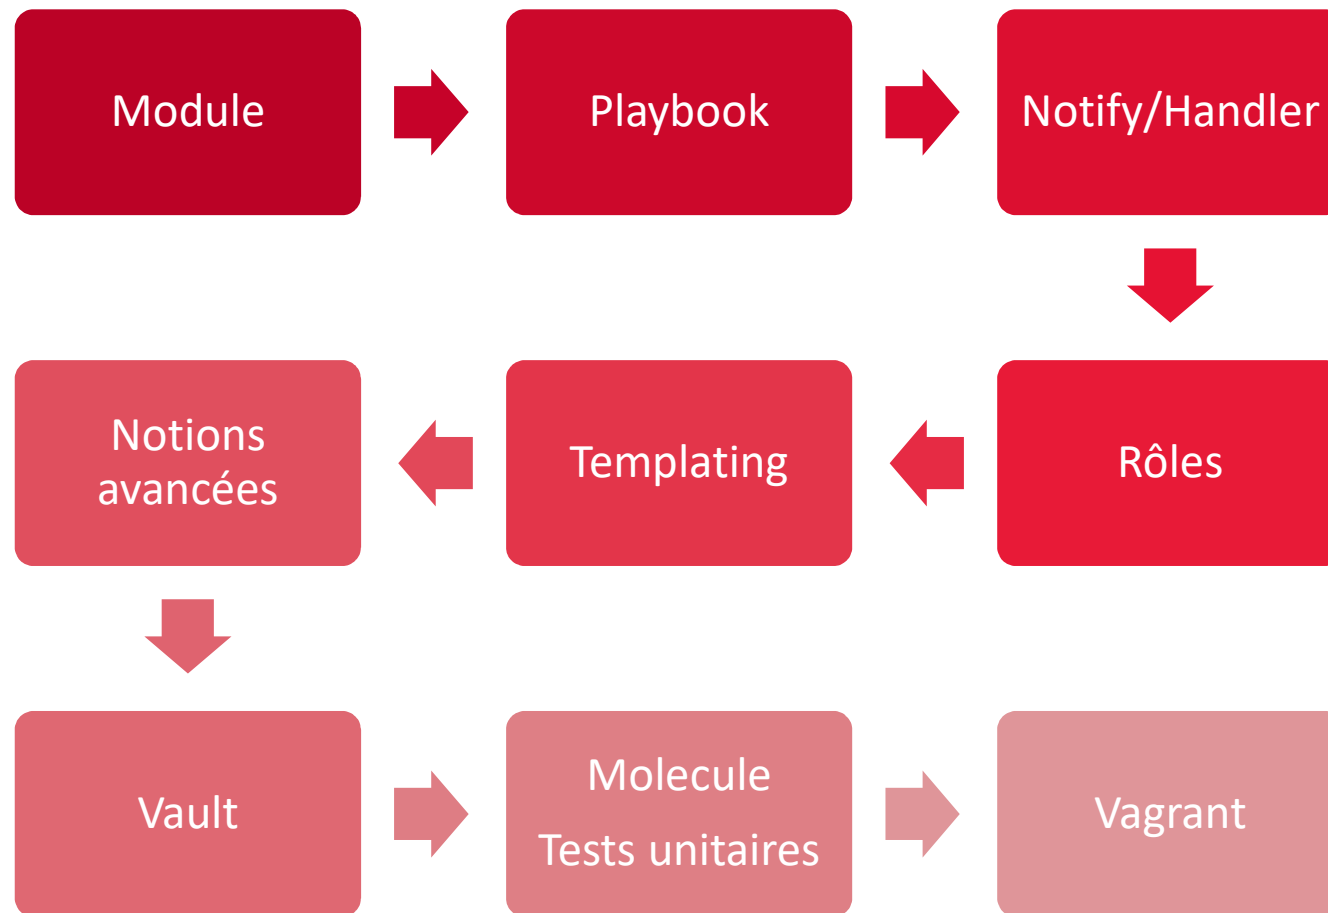 Module
Playbook
Notify/Handler
Rôles
Templating
Notions
avancées
Vault
Molecule
Tests unitaires
Vagrant